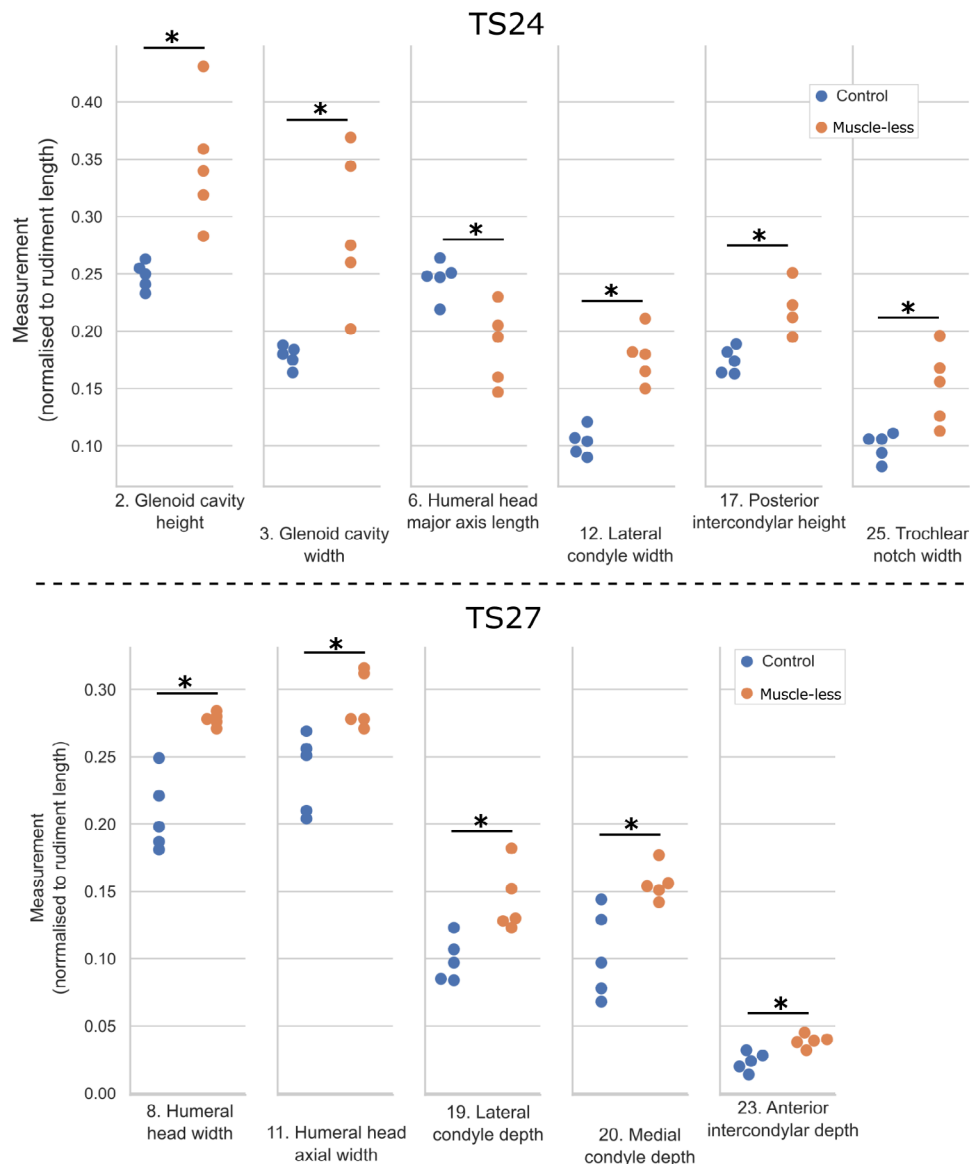 TS24
*
*
*
*
*
*
Control
Muscle-less
Measurement
(normalised to rudiment length)
0.40
0.35
0.30
0.25
0.20
0.15
0.10
2. Glenoid cavity
height
3. Glenoid cavity
width
6. Humeral head
major axis length
12. Lateral
condyle width
17. Posterior
intercondylar height
25. Trochlear
notch width
TS27
*
*
*
*
*
Control
Muscle-less
Measurement
(norrmalised to rudiment length)
0.30
0.25
0.20
0.15
0.10
0.05
0.00
8. Humeral
head width
11. Humeral head
axial width
19. Lateral
condyle depth
20. Medial
condyle depth
23. Anterior
intercondylar depth